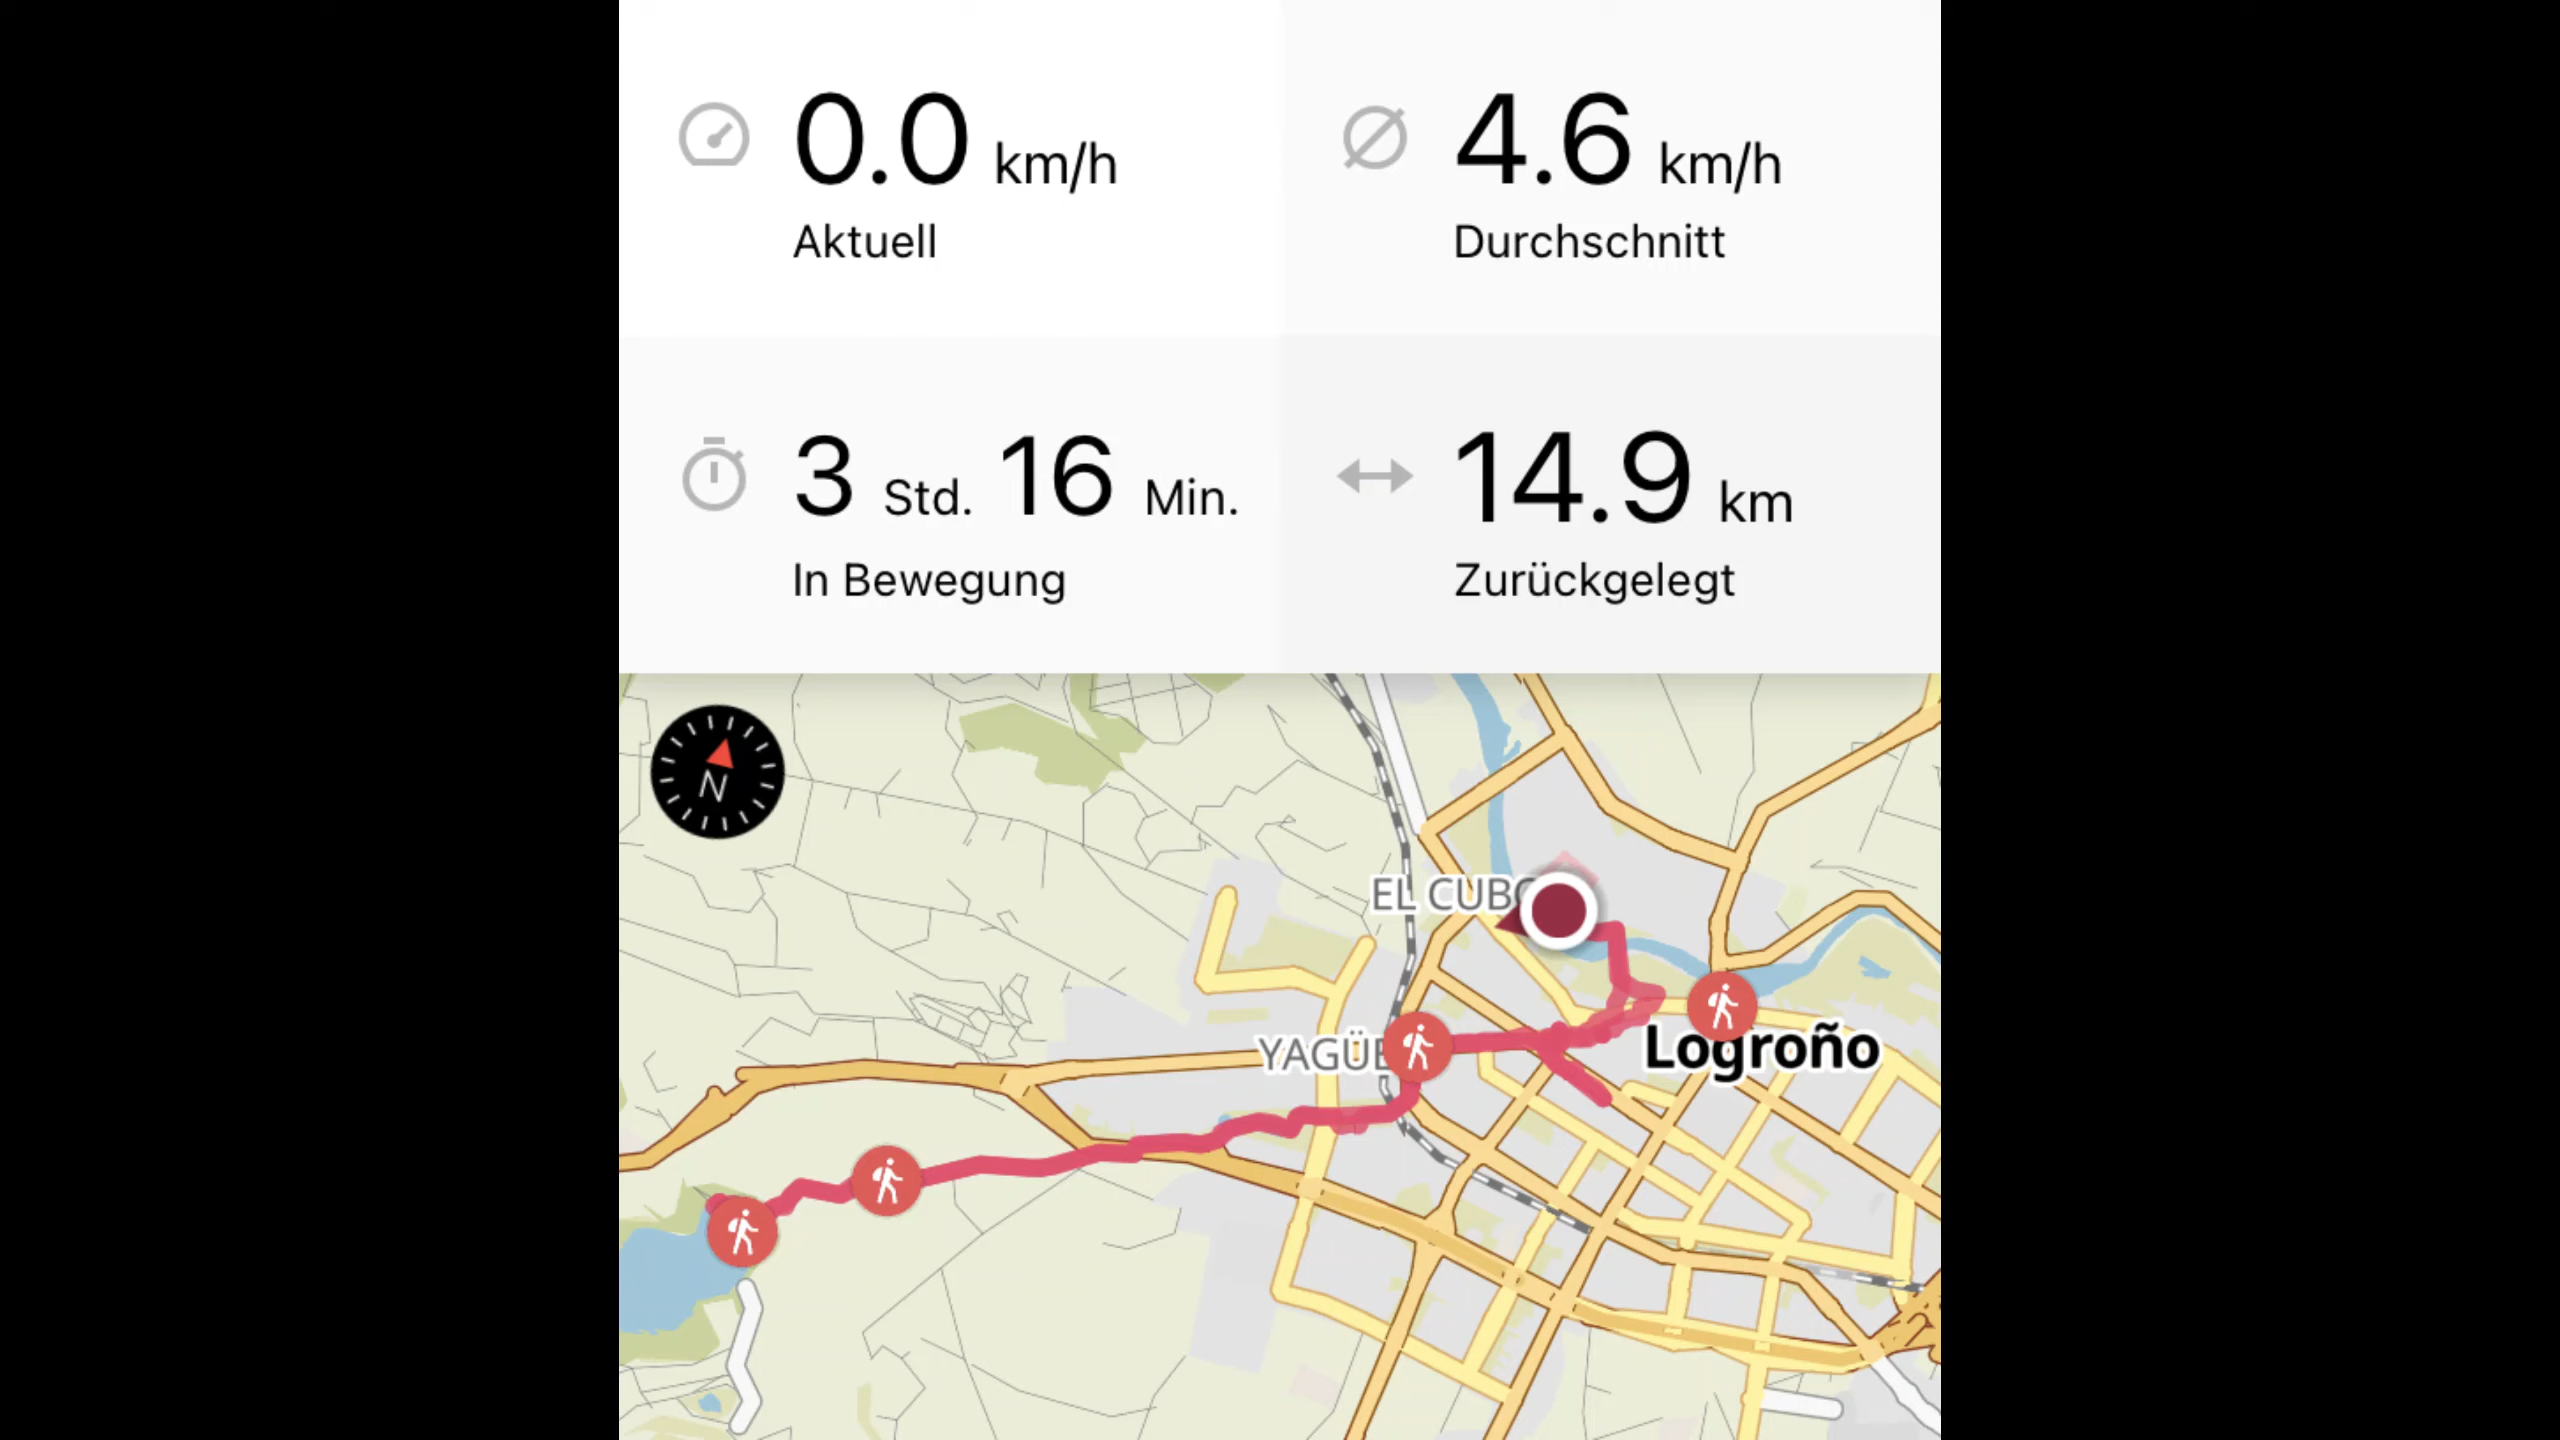 0.0 km/h
Aktuell
4.6 km/h
Durchschnitt
3 Std. 16 Min.
In Bewegung
14.9 km
Zurückgelegt
N
EL CUBO
YAGÜE
Logroño